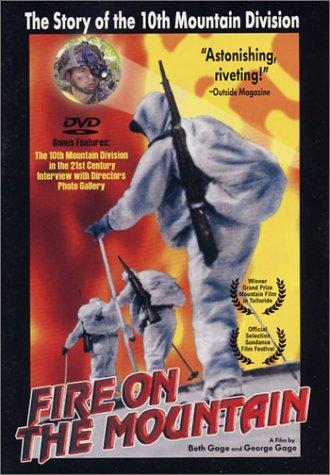 The Story of the 10th Mountain Division
"Astonishing,
riveting!"
-Outside Magazine
DVD
Bonus Features:
The 10th Mountain Division
in the 21st Century
Interview with Directors
Photo Gallery
Winner
Grand Prize
Mountain Film
in Telluride
Official
Selection
Sundance
Film Festival
FIRE ON
THE MOUNTAIN
A Film by
Beth Gage and George Gage